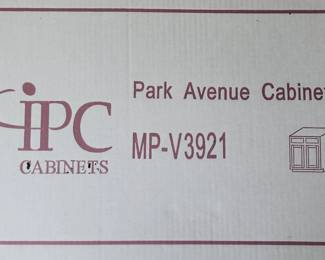 Park Avenue Cabinet
IPC
MP-V3921
CABINETS